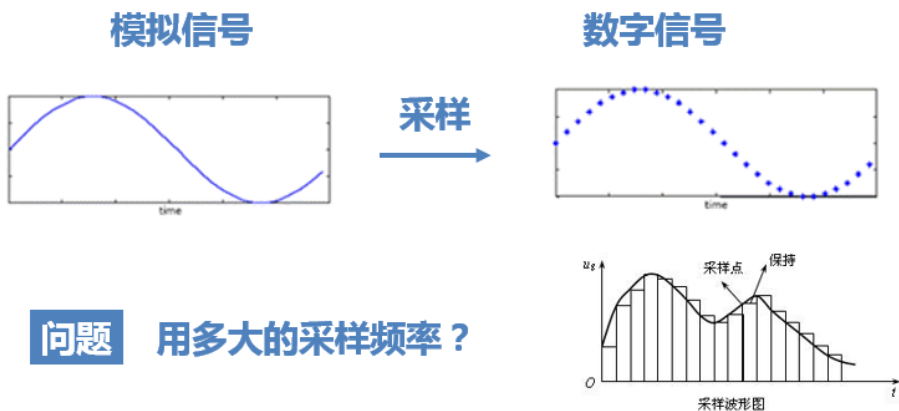 模拟信号
数字信号
采样
time
time
问题
用多大的采样频率？
u_s
采样点
保持
O
t
采样波形图